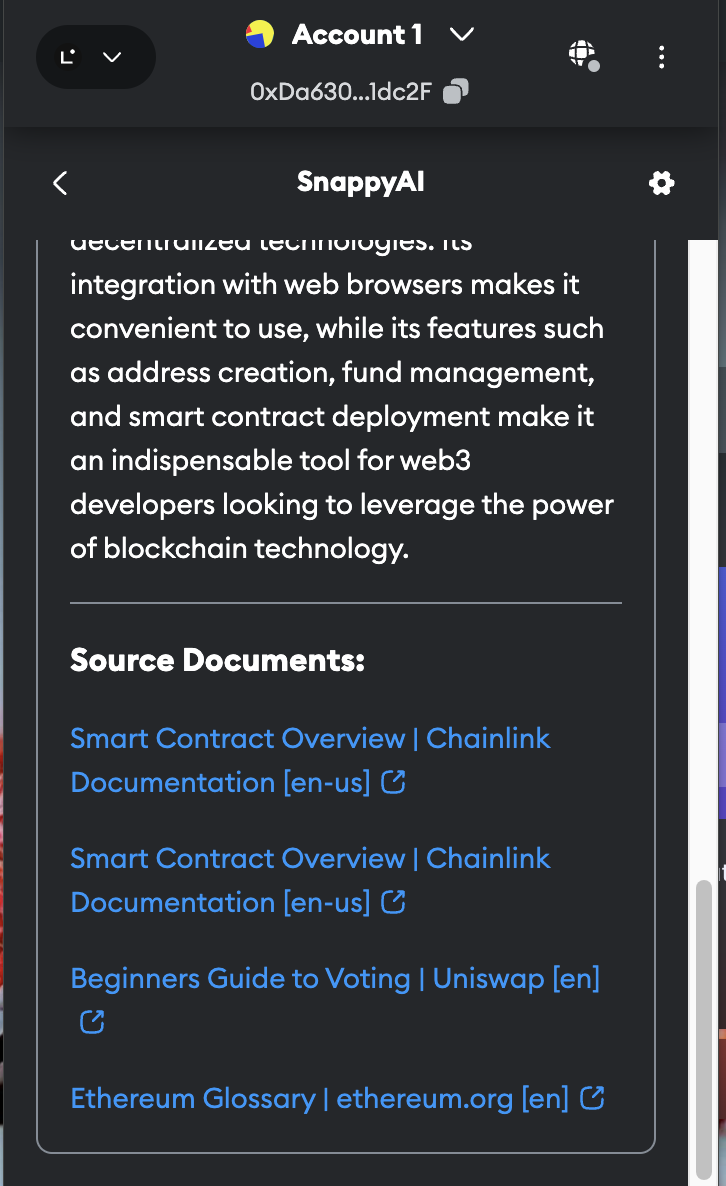 Account 1
0xDa630...1dc2F
SnappyAI
decentralized technologies. Its
integration with web browsers makes it
convenient to use, while its features such
as address creation, fund management,
and smart contract deployment make it
an indispensable tool for web3
developers looking to leverage the power
of blockchain technology.
Source Documents:
Smart Contract Overview | Chainlink
Documentation [en-us]
Smart Contract Overview | Chainlink
Documentation [en-us]
Beginners Guide to Voting | Uniswap [en]
Ethereum Glossary | ethereum.org [en]